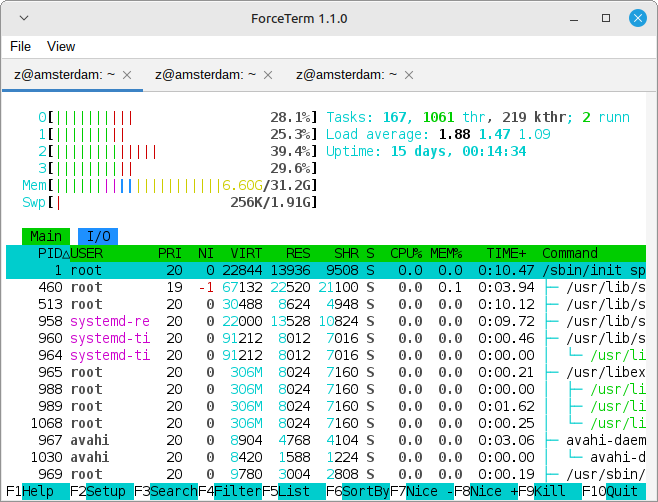 ForceTerm 1.1.0
File View
z@amsterdam: ~ × z@amsterdam: ~ × z@amsterdam: ~ ×
0[||||||||||| 28.1%] Tasks: 167, 1061 thr, 219 kthr; 2 runn
1[|||||||||| 25.3%] Load average: 1.88 1.47 1.09
2[|||||||||||||||| 39.4%] Uptime: 15 days, 00:14:34
3[||||||||||| 29.6%]
Mem[||||||||||||||||||||||||6.60G/31.2G]
Swp[| 256K/1.91G]
Main I/O
PID△USER PRI NI VIRT RES SHR S CPU% MEM% TIME+ Command
1 root 20 0 22844 13936 9508 S 0.0 0.0 0:10.47 /sbin/init sp
460 root 19 -1 67132 22520 21100 S 0.0 0.1 0:03.94 ├─ /usr/lib/s
513 root 20 0 30488 8624 4948 S 0.0 0.0 0:10.12 ├─ /usr/lib/s
958 systemd-re 20 0 22000 13528 10824 S 0.0 0.0 0:09.72 ├─ /usr/lib/s
960 systemd-ti 20 0 91212 8012 7016 S 0.0 0.0 0:00.46 ├─ /usr/lib/s
964 systemd-ti 20 0 91212 8012 7016 S 0.0 0.0 0:00.00 │ └─ /usr/li
965 root 20 0 306M 8024 7160 S 0.0 0.0 0:00.21 ├─ /usr/libex
988 root 20 0 306M 8024 7160 S 0.0 0.0 0:00.00 │ ├─ /usr/li
989 root 20 0 306M 8024 7160 S 0.0 0.0 0:01.62 │ ├─ /usr/li
1068 root 20 0 306M 8024 7160 S 0.0 0.0 0:00.25 │ └─ /usr/li
967 avahi 20 0 8904 4768 4104 S 0.0 0.0 0:03.06 ├─ avahi-daem
1030 avahi 20 0 8420 1588 1224 S 0.0 0.0 0:00.00 │ └─ avahi-d
969 root 20 0 9780 3004 2808 S 0.0 0.0 0:00.19 ├─ /usr/sbin/
F1Help F2Setup F3SearchF4FilterF5List F6SortByF7Nice -F8Nice +F9Kill F10Quit